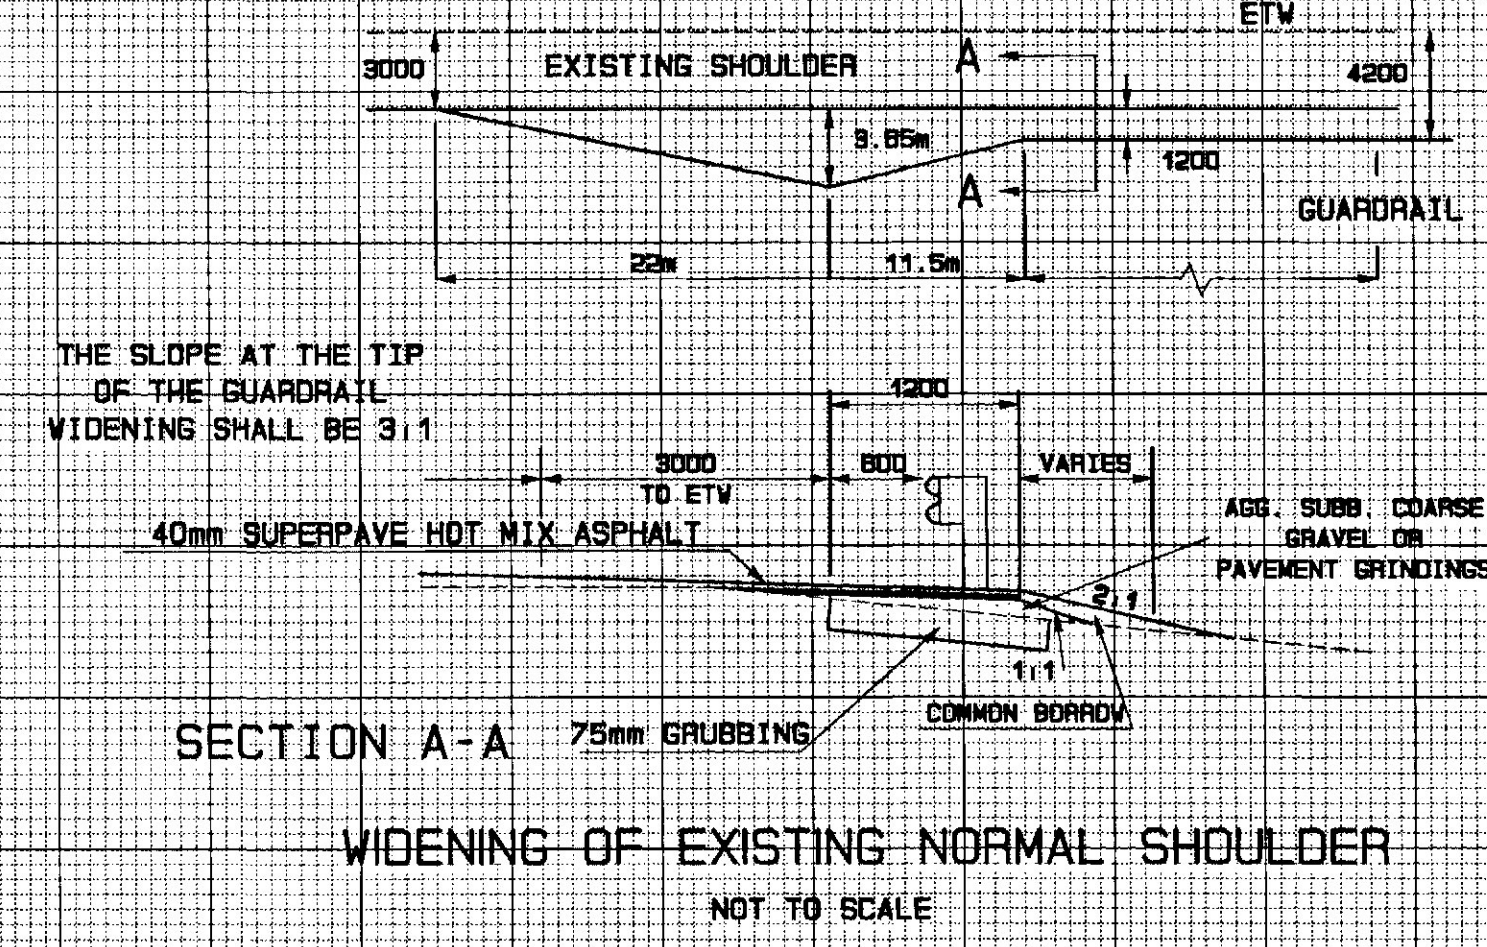 ETW
3000
EXISTING SHOULDER
A
4200
3.65m
1200
A
GUARDRAIL
22m
11.5m
THE SLOPE AT THE TIP
OF THE GUARDRAIL
WIDENING SHALL BE 3:1
1200
3000
TO ETW
600
VARIES
AGG. SUBB. COARSE
GRAVEL OR
PAVEMENT GRINDINGS
40mm SUPERPAVE HOT MIX ASPHALT
2:1
1:1
COMMON BORROW
SECTION A-A
75mm GRUBBING
WIDENING OF EXISTING NORMAL SHOULDER
NOT TO SCALE